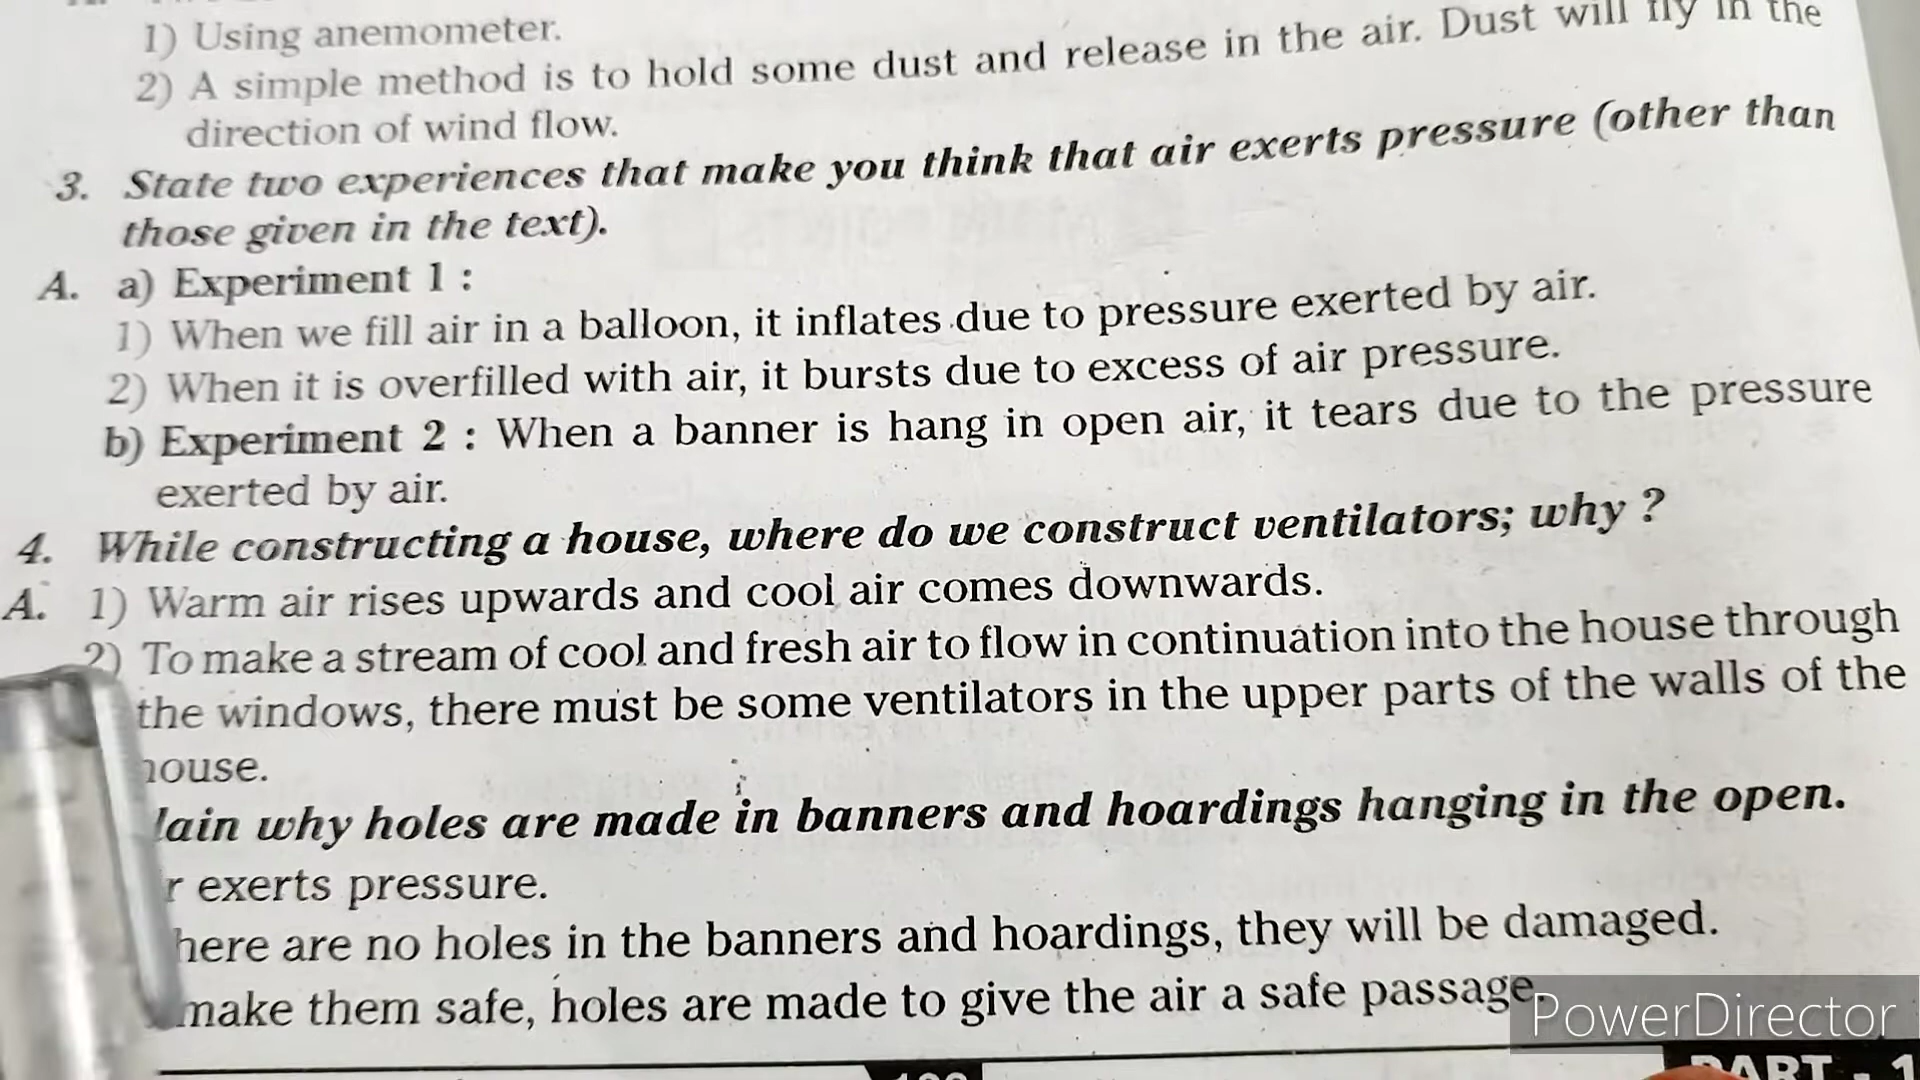 1) Using anemometer.
2) A simple method is to hold some dust and release in the air. Dust will fly in the
direction of wind flow.
3. State two experiences that make you think that air exerts pressure (other than
those given in the text).
A. a) Experiment 1 :
1) When we fill air in a balloon, it inflates due to pressure exerted by air.
2) When it is overfilled with air, it bursts due to excess of air pressure.
b) Experiment 2 : When a banner is hang in open air, it tears due to the pressure
exerted by air.
4. While constructing a house, where do we construct ventilators; why ?
A. 1) Warm air rises upwards and cool air comes downwards.
2) To make a stream of cool and fresh air to flow in continuation into the house through
the windows, there must be some ventilators in the upper parts of the walls of the
house.
lain why holes are made in banners and hoardings hanging in the open.
r exerts pressure.
here are no holes in the banners and hoardings, they will be damaged.
make them safe, holes are made to give the air a safe passage.
PowerDirector
PART - 1